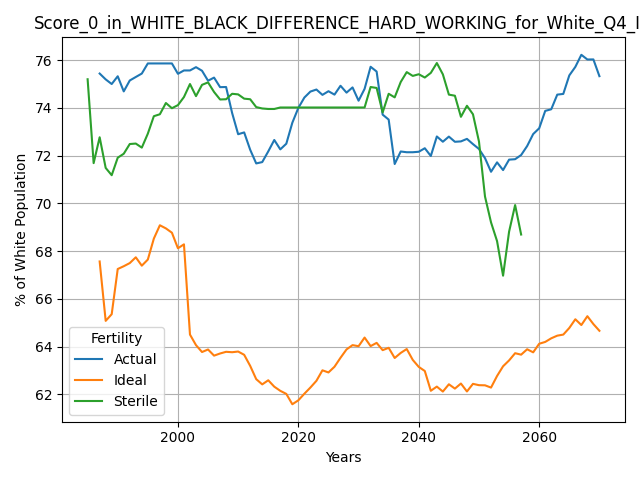 Score_0_in_WHITE_BLACK_DIFFERENCE_HARD_WORKING_for_White_Q4_I
76
74
72
70
68
66
64
62
% of White Population
Fertility
Actual
Ideal
Sterile
2000
2020
2040
2060
Years